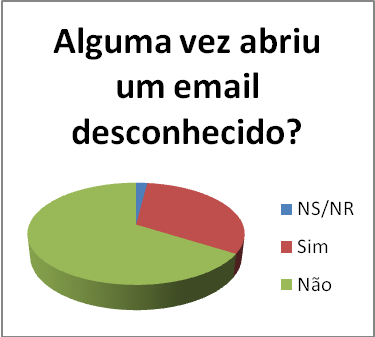 Alguma vez abriu
um email
desconhecido?
NS/NR
Sim
Não